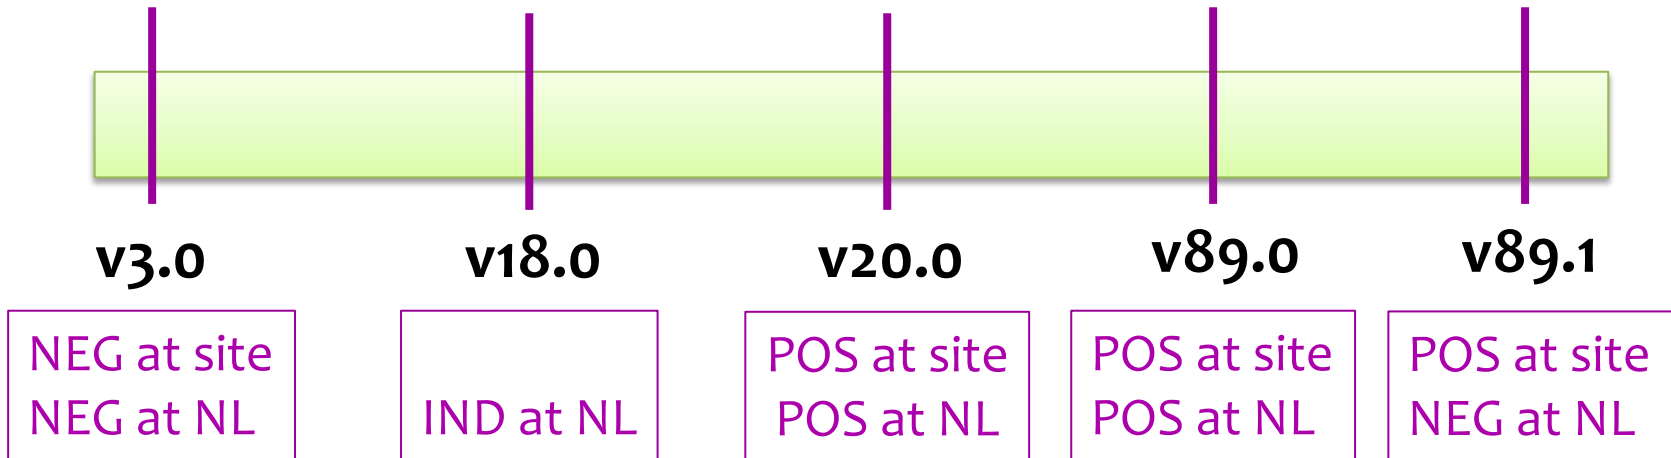 v3.0 v18.0 v20.0 v89.0 v89.1
NEG at site POS at site POS at site POS at site
NEG at NL IND at NL POS at NL POS at NL NEG at NL